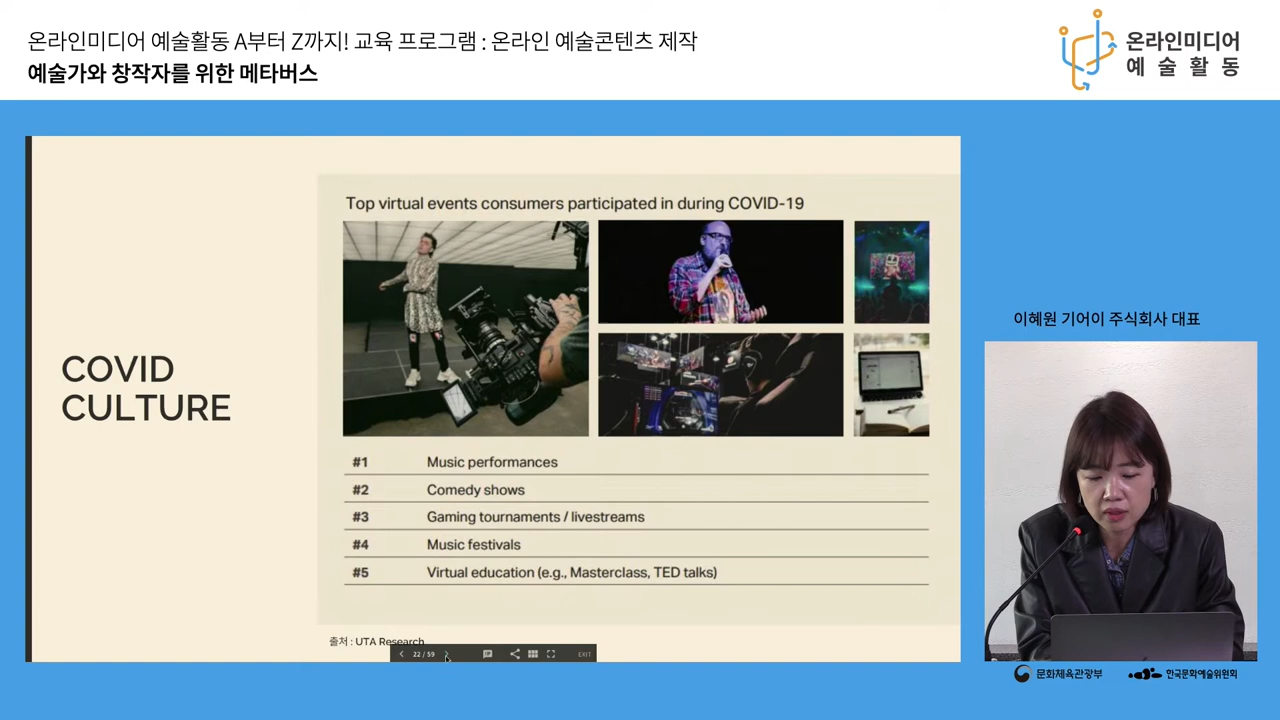 온라인미디어 예술활동 A부터 Z까지! 교육 프로그램 : 온라인 예술콘텐츠 제작
예술가와 창작자를 위한 메타버스
온라인미디어
예술활동
COVID
CULTURE
Top virtual events consumers participated in during COVID-19
#1 Music performances
#2 Comedy shows
#3 Gaming tournaments / livestreams
#4 Music festivals
#5 Virtual education (e.g., Masterclass, TED talks)
출처 : UTA Research
22 / 59
EXIT
이혜원 기어이 주식회사 대표
문화체육관광부
한국문화예술위원회